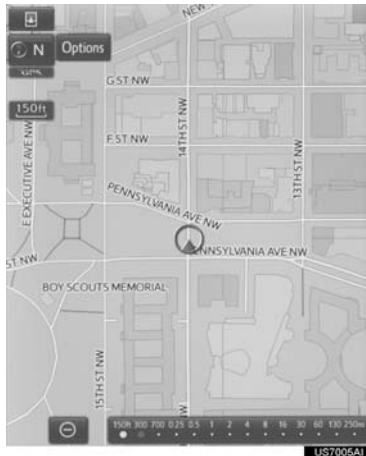 NEW
N Options
G ST NW
150ft
E EXECUTIVE AVE NW
14TH ST NW
F ST NW
13TH ST NW
PENNSYLVANIA AVE NW
ENNSYLVANIA AVE NW
ST NW
BOY SCOUTS MEMORIAL
15TH ST NW
NW
150ft 300 700 0.25 0.5 1 2 4 8 16 30 60 130 250mi
US7005AI